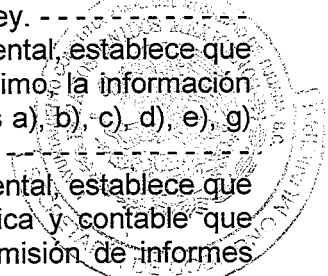 ey. - - - - - - - - - - - - - - - -
ental, establece que
imo, la información
s a), b), c), d), e), g)
- - - - - - - - - - - - - - - - - -
ental, establece que
ica y contable que
misión de informes